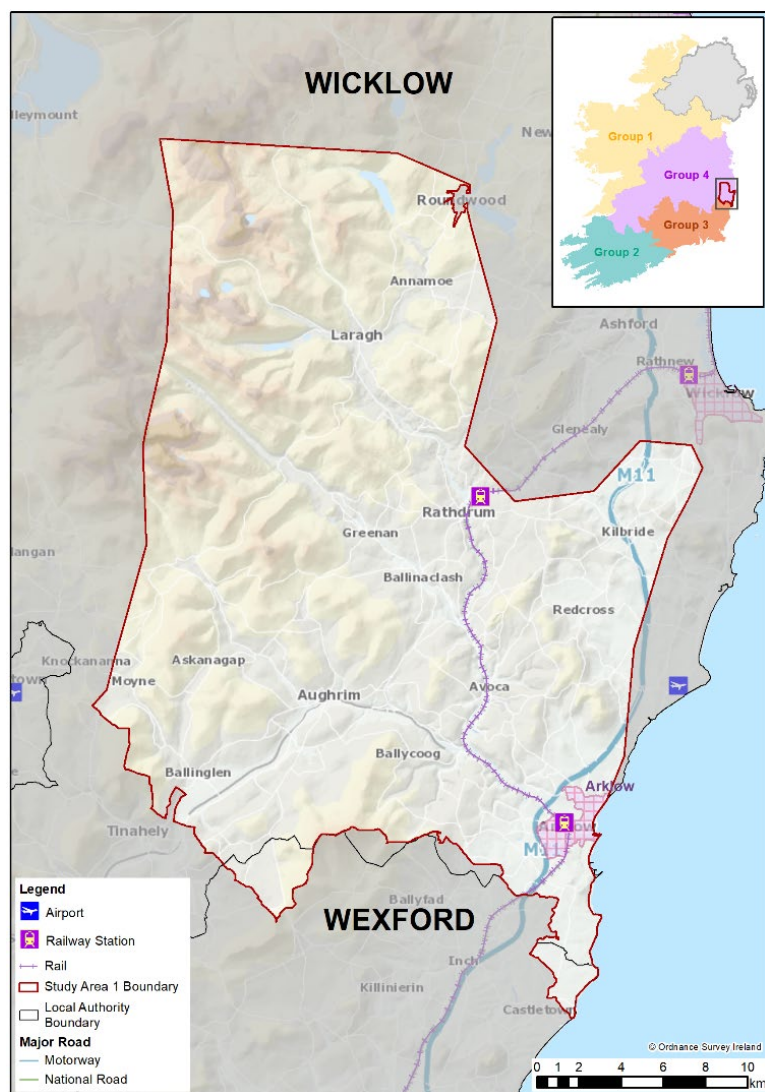 WICKLOW
Group 1
Group 4
Group 3
Group 2
lleymount
New
Roundwood
Annamoe
Laragh
Ashford
Rathnew
Wicklow
Glenealy
M11
Rathdrum
Kilbride
Greenan
Ballinaclash
Redcross
Knockananna
Askanagap
Moyne
Aughrim
Avoca
Ballycoog
Ballinglen
Arklow
Tinahely
WEXFORD
Ballyfad
Inch
Killinierin
Castletown
Legend
Airport
Railway Station
Rail
Study Area 1 Boundary
Local Authority
Boundary
Major Road
Motorway
National Road
© Ordnance Survey Ireland
0 1 2 4 6 8 10
km